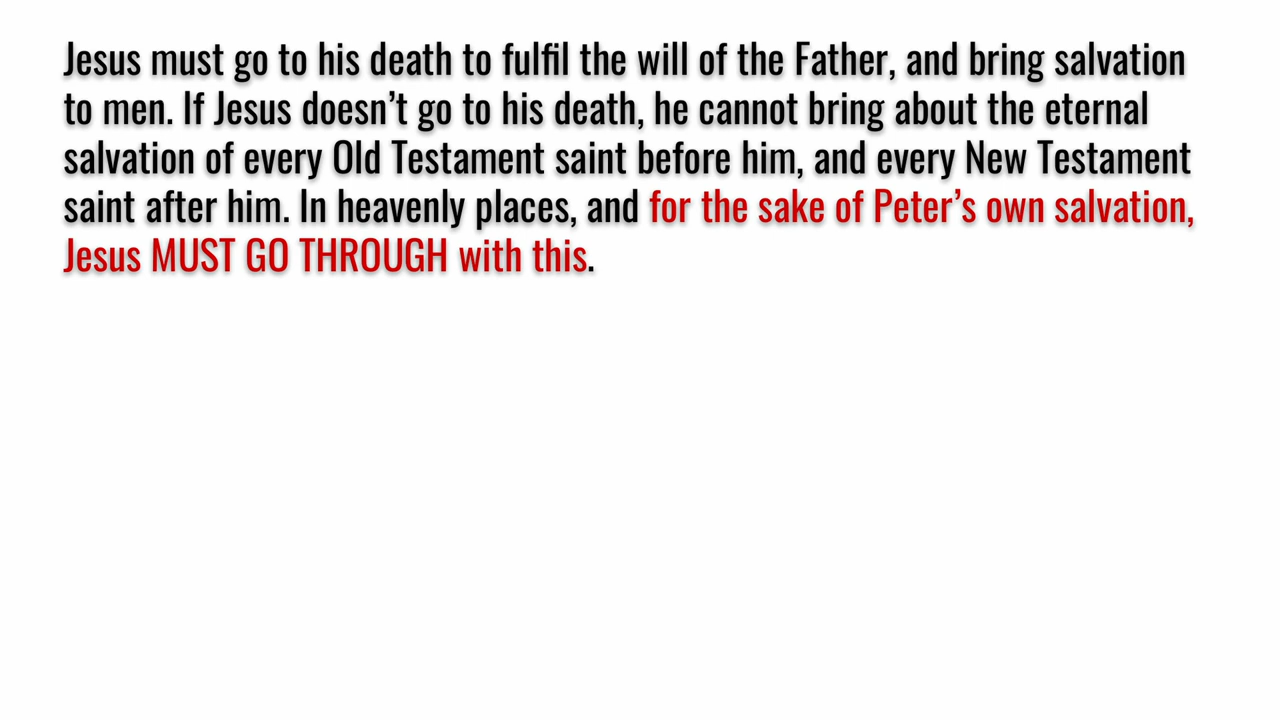 Jesus must go to his death to fulfil the will of the Father, and bring salvation
to men. If Jesus doesn’t go to his death, he cannot bring about the eternal
salvation of every Old Testament saint before him, and every New Testament
saint after him. In heavenly places, and for the sake of Peter’s own salvation,
Jesus MUST GO THROUGH with this.